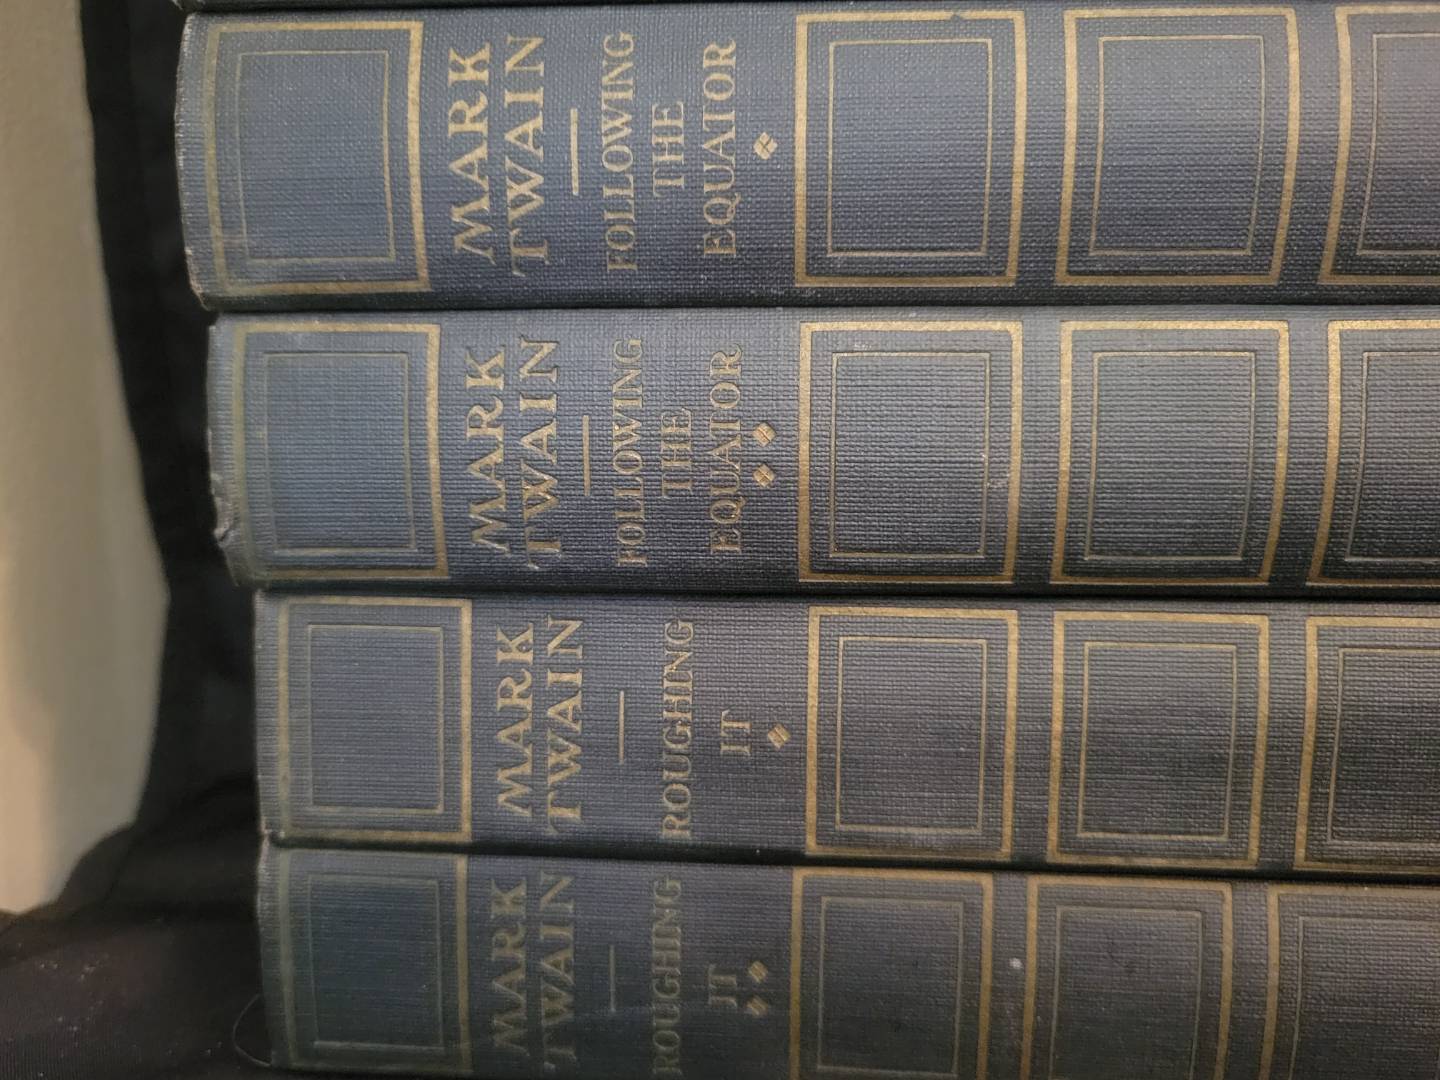 MARK
TWAIN
FOLLOWING
THE
EQUATOR
MARK
TWAIN
FOLLOWING
THE
EQUATOR
MARK
TWAIN
ROUGHING
IT
MARK
TWAIN
ROUGHING
IT